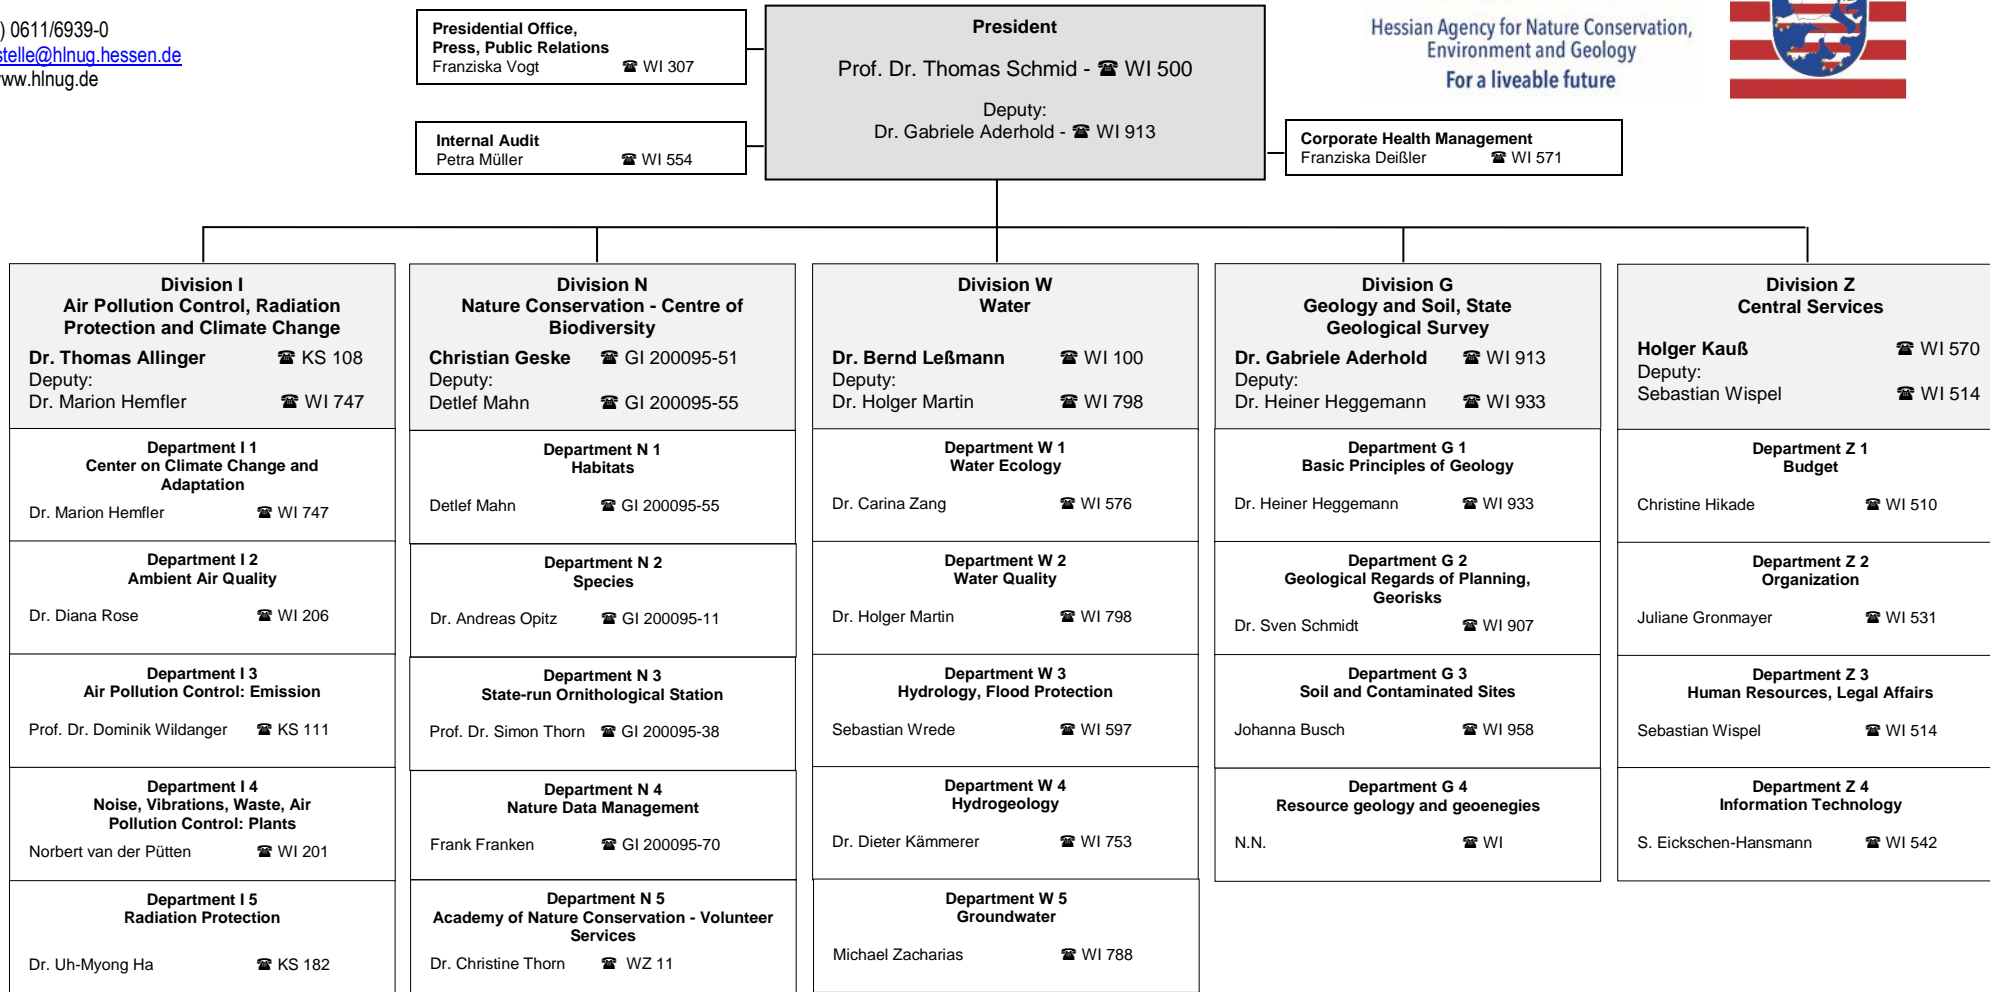 ) 0611/6939-0
stelle@hlnug.hessen.de
www.hlnug.de
Presidential Office,
Press, Public Relations
Franziska Vogt ☎ WI 307
Internal Audit
Petra Müller ☎ WI 554
President
Prof. Dr. Thomas Schmid - ☎ WI 500
Deputy:
Dr. Gabriele Aderhold - ☎ WI 913
Hessian Agency for Nature Conservation,
Environment and Geology
For a liveable future
Corporate Health Management
Franziska Deißler ☎ WI 571
Division I
Air Pollution Control, Radiation
Protection and Climate Change
Dr. Thomas Allinger ☎ KS 108
Deputy:
Dr. Marion Hemfler ☎ WI 747
Department I 1
Center on Climate Change and
Adaptation
Dr. Marion Hemfler ☎ WI 747
Department I 2
Ambient Air Quality
Dr. Diana Rose ☎ WI 206
Department I 3
Air Pollution Control: Emission
Prof. Dr. Dominik Wildanger ☎ KS 111
Department I 4
Noise, Vibrations, Waste, Air
Pollution Control: Plants
Norbert van der Pütten ☎ WI 201
Department I 5
Radiation Protection
Dr. Uh-Myong Ha ☎ KS 182
Division N
Nature Conservation - Centre of
Biodiversity
Christian Geske ☎ GI 200095-51
Deputy:
Detlef Mahn ☎ GI 200095-55
Department N 1
Habitats
Detlef Mahn ☎ GI 200095-55
Department N 2
Species
Dr. Andreas Opitz ☎ GI 200095-11
Department N 3
State-run Ornithological Station
Prof. Dr. Simon Thorn ☎ GI 200095-38
Department N 4
Nature Data Management
Frank Franken ☎ GI 200095-70
Department N 5
Academy of Nature Conservation - Volunteer
Services
Dr. Christine Thorn ☎ WZ 11
Division W
Water
Dr. Bernd Leßmann ☎ WI 100
Deputy:
Dr. Holger Martin ☎ WI 798
Department W 1
Water Ecology
Dr. Carina Zang ☎ WI 576
Department W 2
Water Quality
Dr. Holger Martin ☎ WI 798
Department W 3
Hydrology, Flood Protection
Sebastian Wrede ☎ WI 597
Department W 4
Hydrogeology
Dr. Dieter Kämmerer ☎ WI 753
Department W 5
Groundwater
Michael Zacharias ☎ WI 788
Division G
Geology and Soil, State
Geological Survey
Dr. Gabriele Aderhold ☎ WI 913
Deputy:
Dr. Heiner Heggemann ☎ WI 933
Department G 1
Basic Principles of Geology
Dr. Heiner Heggemann ☎ WI 933
Department G 2
Geological Regards of Planning,
Georisks
Dr. Sven Schmidt ☎ WI 907
Department G 3
Soil and Contaminated Sites
Johanna Busch ☎ WI 958
Department G 4
Resource geology and geoenegies
N.N. ☎ WI
Division Z
Central Services
Holger Kauß ☎ WI 570
Deputy:
Sebastian Wispel ☎ WI 514
Department Z 1
Budget
Christine Hikade ☎ WI 510
Department Z 2
Organization
Juliane Gronmayer ☎ WI 531
Department Z 3
Human Resources, Legal Affairs
Sebastian Wispel ☎ WI 514
Department Z 4
Information Technology
S. Eickschen-Hansmann ☎ WI 542